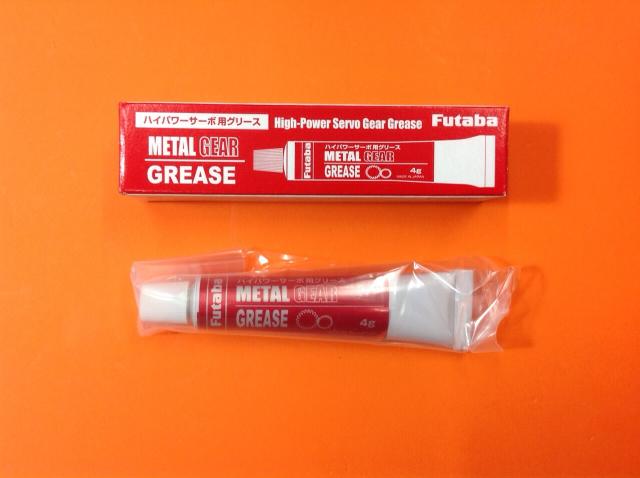 ハイパワーサーボ用グリース High-Power Servo Gear Grease Futaba
METAL GEAR
GREASE
Futaba
ハイパワーサーボ用グリース
METAL GEAR
GREASE 4g
MADE IN JAPAN
Futaba
ハイパワーサーボ用グリース
METAL GEAR
GREASE 4g